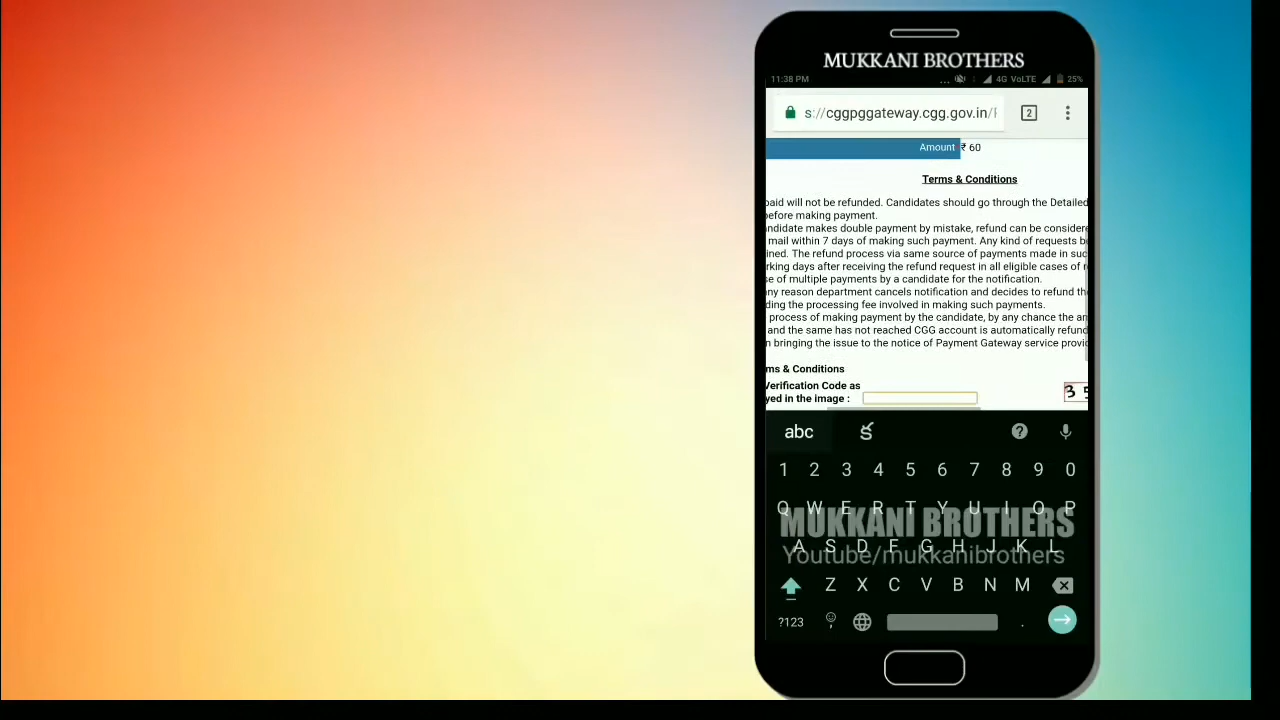 MUKKANI BROTHERS
11:38 PM ... 4G VoLTE 25%
s://cggpggateway.cgg.gov.in/ 2
Amount ₹ 60
Terms & Conditions
paid will not be refunded. Candidates should go through the Detailed
before making payment.
andidate makes double payment by mistake, refund can be considere
mail within 7 days of making such payment. Any kind of requests b
ined. The refund process via same source of payments made in suc
rking days after receiving the refund request in all eligible cases of
se of multiple payments by a candidate for the notification.
any reason department cancels notification and decides to refund the
ding the processing fee involved in making such payments.
process of making payment by the candidate, by any chance the an
and the same has not reached CGG account is automatically refund
n bringing the issue to the notice of Payment Gateway service provid
ms & Conditions
Verification Code as
yed in the image :
3 5
abc క ?
1 2 3 4 5 6 7 8 9 0
Q W E R T Y U I O P
MUKKANI BROTHERS
A S D F G H J K L
Youtube/mukkanibrothers
Z X C V B N M
?123 , .